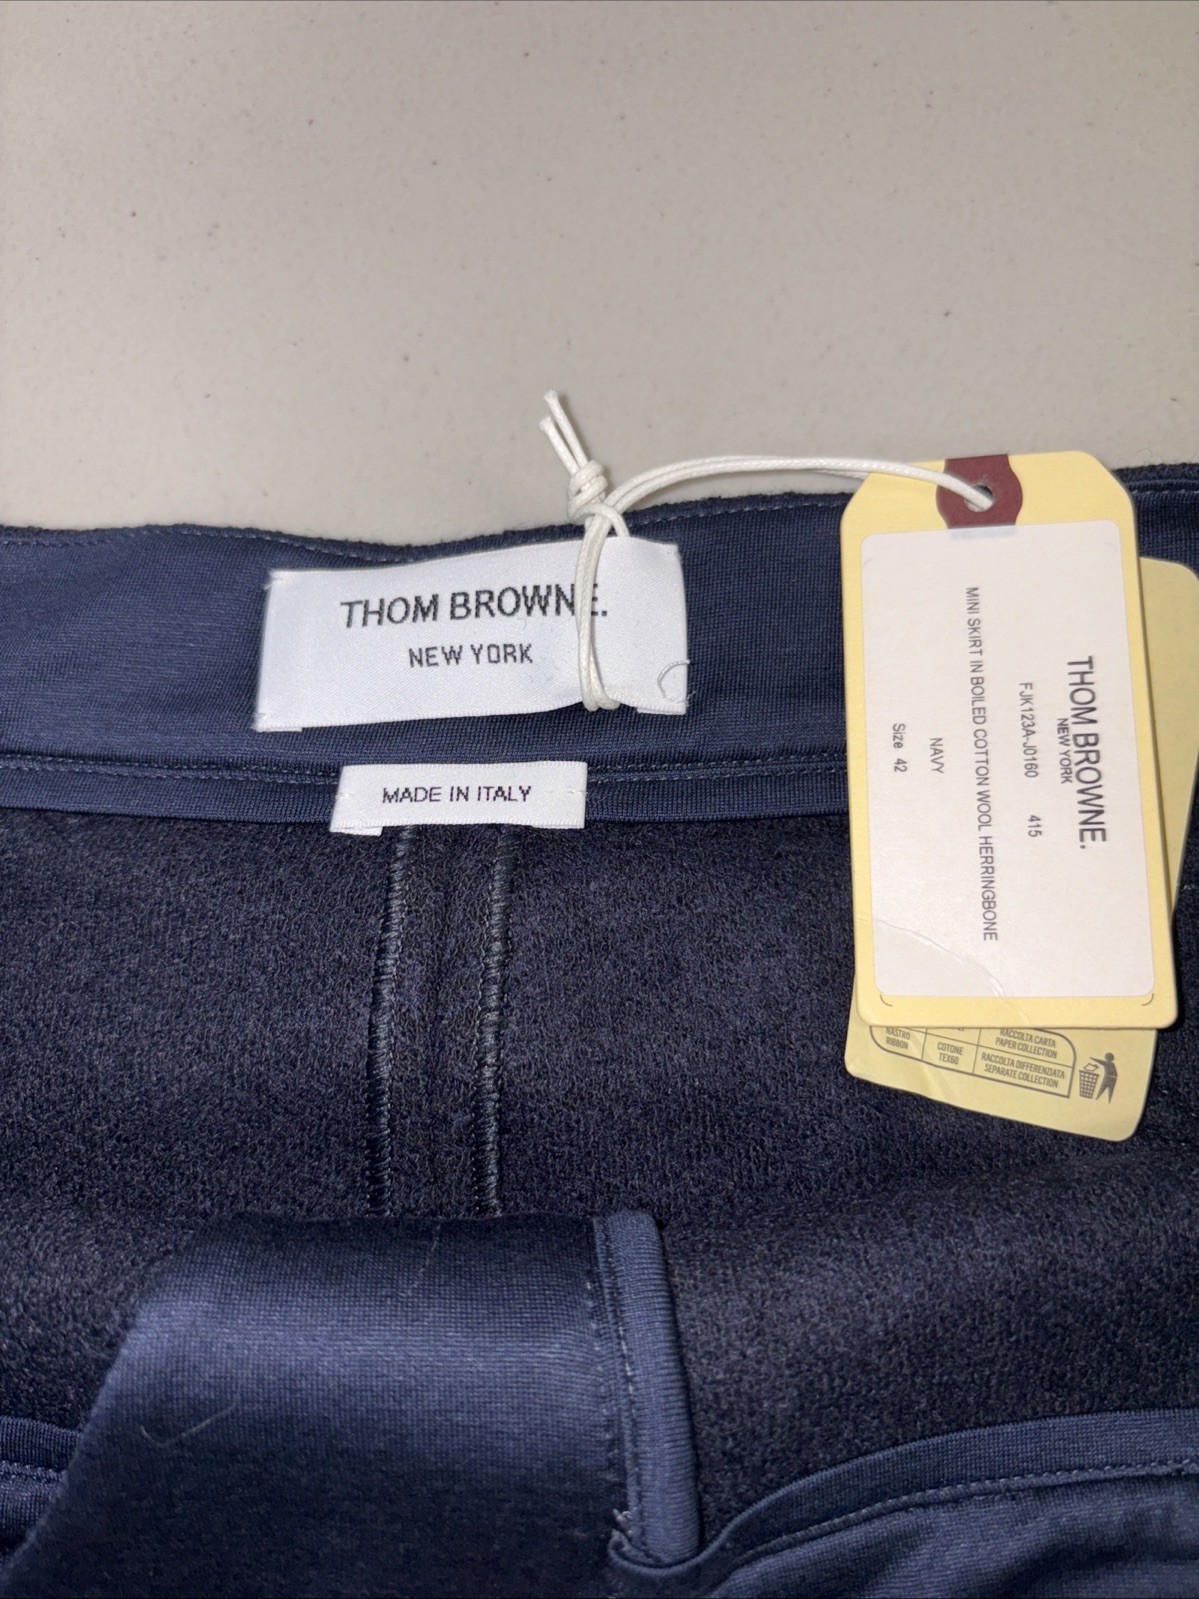 THOM BROWNE.
NEW YORK
MADE IN ITALY
THOM BROWNE.
NEW YORK
FJK123A-J0160 415
MINI SKIRT IN BOILED COTTON WOOL HERRINGBONE
NAVY
Size 42
RACCOLTA CARTA
PAPER COLLECTION
NASTRO
RIBBON
COTONE
TEX60
RACCOLTA DIFFERENZIATA
SEPARATE COLLECTION